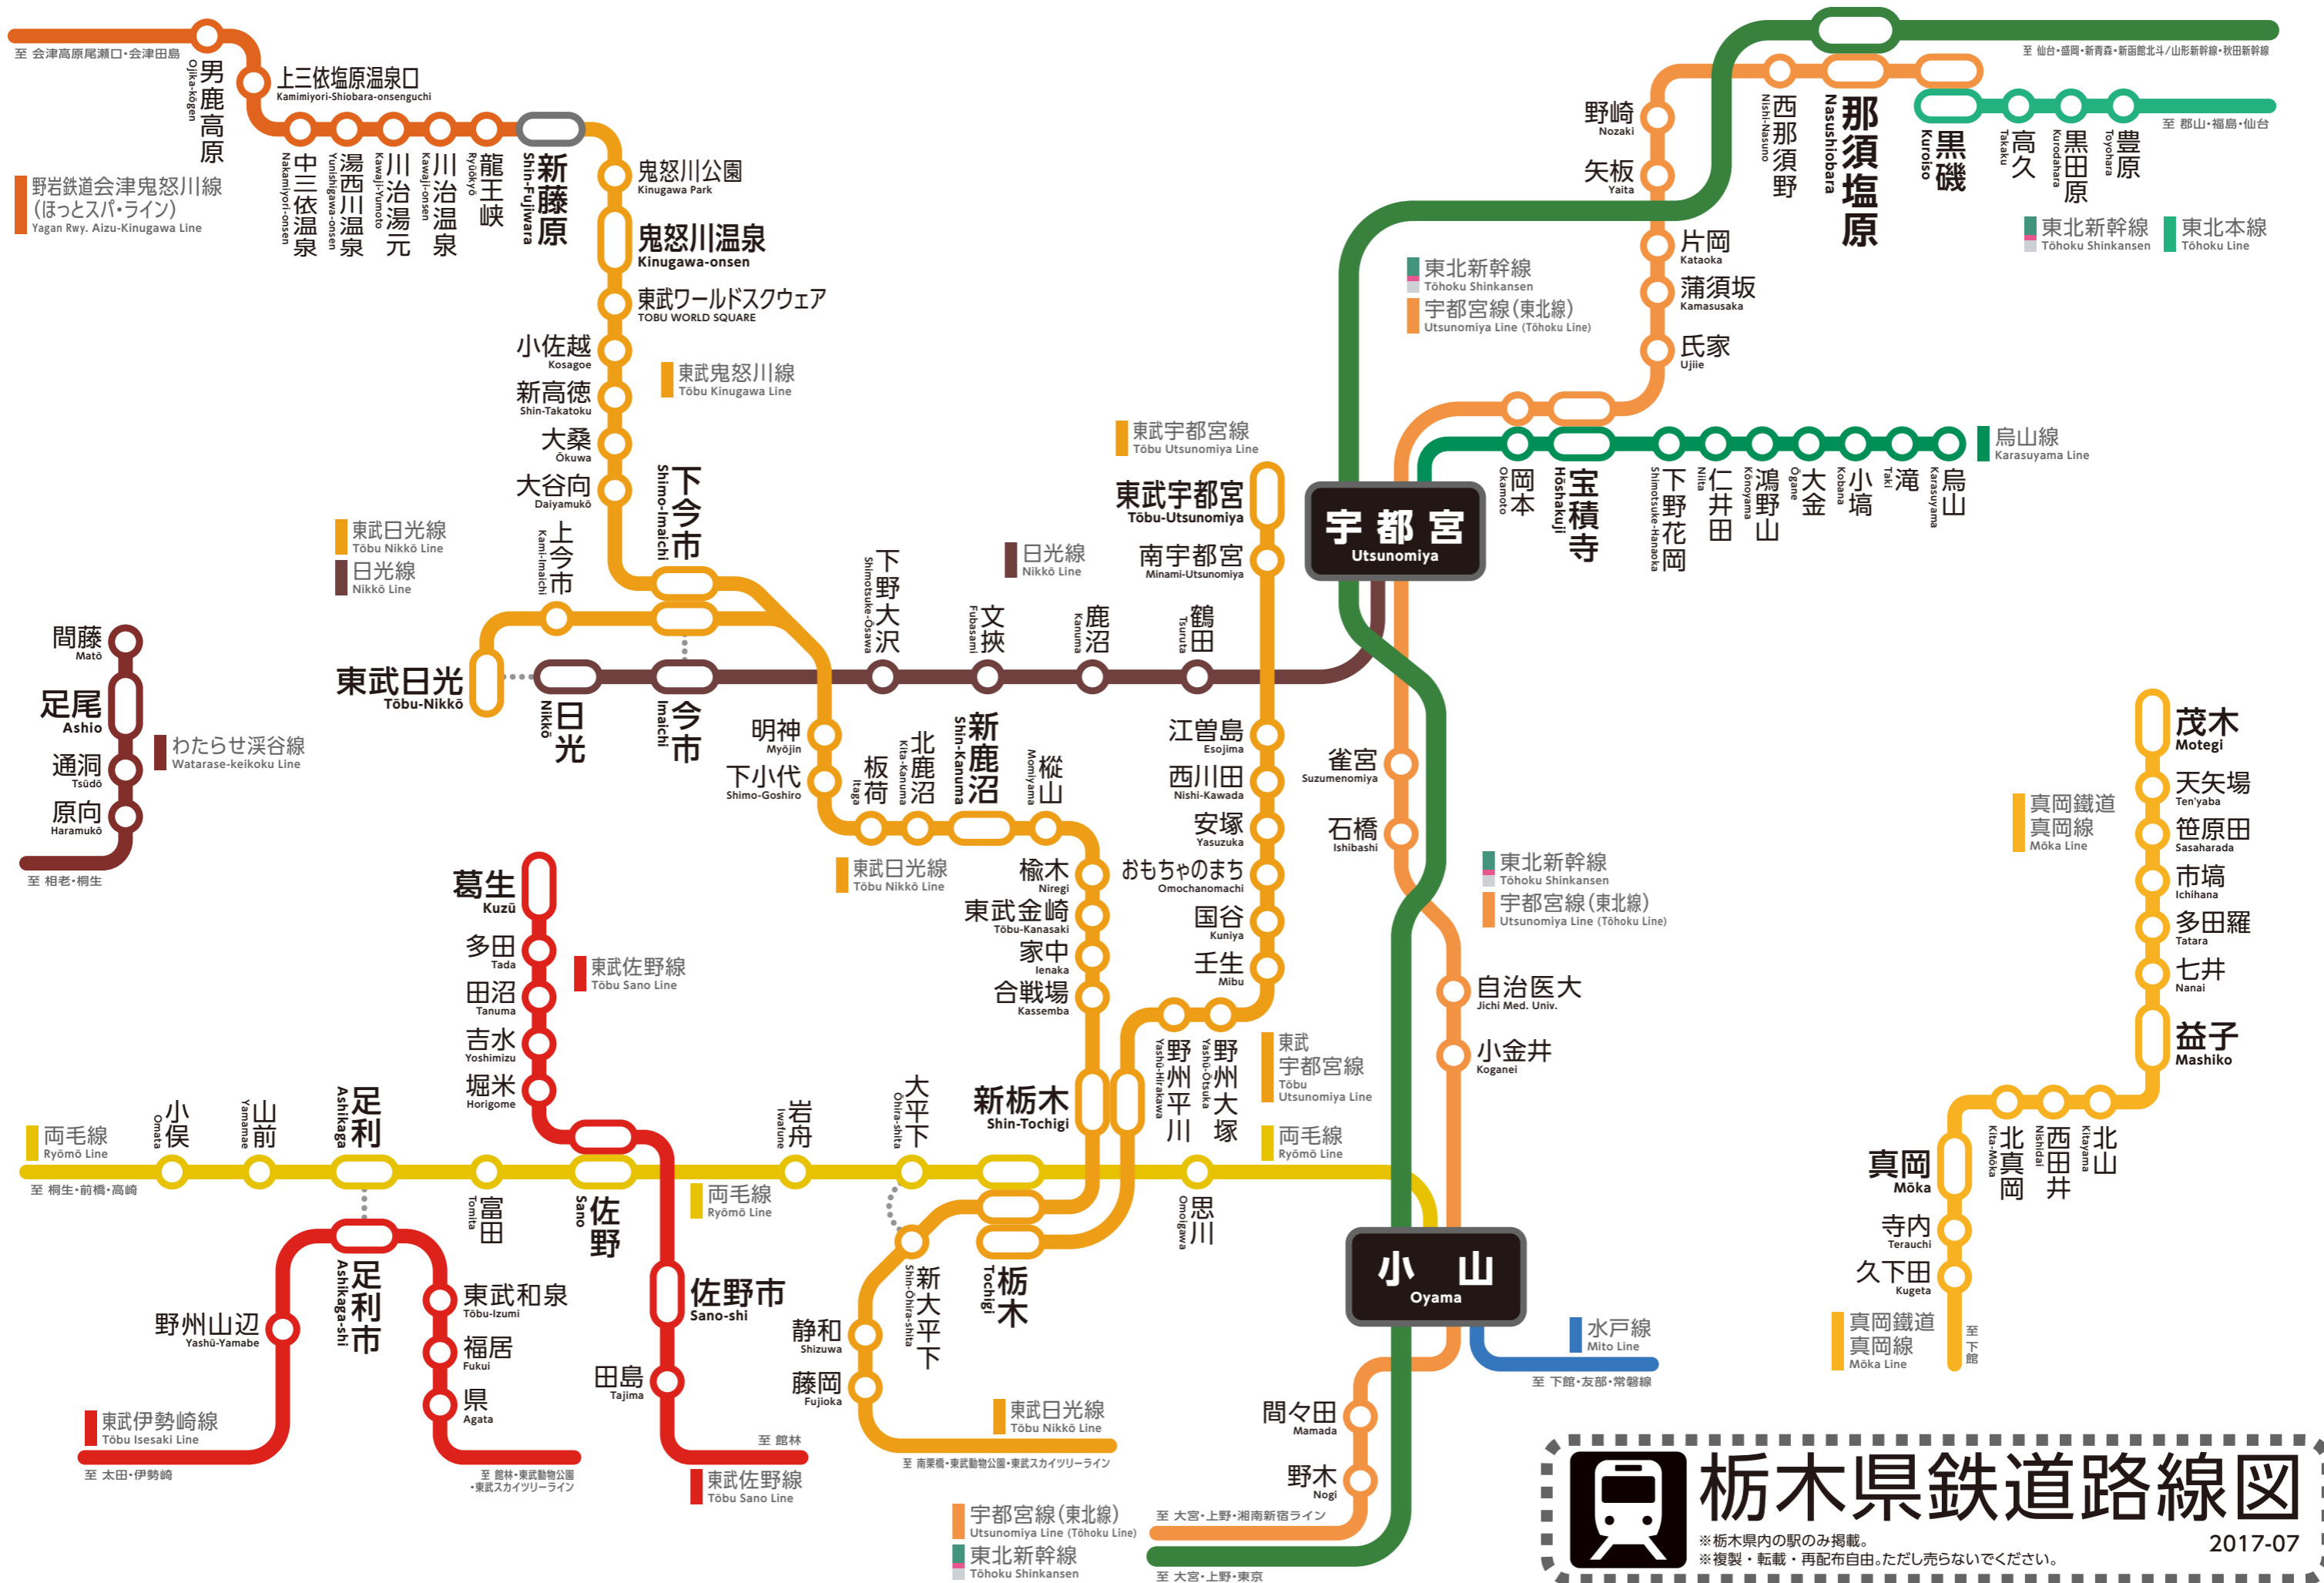 至 会津高原尾瀬口・会津田島
男鹿高原
Ojika-kōgen
上三依塩原温泉口
Kamimiyori-Shiobara-onsenguchi
中三依温泉
Nakamiyori-onsen
湯西川温泉
Yunishigawa-onsen
川治湯元
Kawaji-Yumoto
川治温泉
Kawaji-onsen
龍王峡
Ryūōkyō
新藤原
Shin-Fujiwara
野岩鉄道会津鬼怒川線
（ほっとスパ・ライン）
Yagan Rwy. Aizu-Kinugawa Line
鬼怒川公園
Kinugawa Park
鬼怒川温泉
Kinugawa-onsen
東武ワールドスクウェア
TOBU WORLD SQUARE
小佐越
Kosagoe
新高徳
Shin-Takatoku
大桑
Ōkuwa
大谷向
Daiyamukō
東武鬼怒川線
Tōbu Kinugawa Line
下今市
Shimo-Imaichi
上今市
Kami-Imaichi
東武日光線
Tōbu Nikkō Line
日光線
Nikkō Line
東武日光
Tōbu-Nikkō
日光
Nikkō
今市
Imaichi
下野大沢
Shimotsuke-Ōsawa
文挾
Fubasami
鹿沼
Kanuma
鶴田
Tsuruta
日光線
Nikkō Line
明神
Myōjin
下小代
Shimo-Goshiro
板荷
Itaga
北鹿沼
Kita-Kanuma
新鹿沼
Shin-Kanuma
樅山
Momiyama
東武日光線
Tōbu Nikkō Line
楡木
Niregi
東武金崎
Tōbu-Kanasaki
家中
Ienaka
合戦場
Kassemba
新栃木
Shin-Tochigi
東武宇都宮線
Tōbu Utsunomiya Line
東武宇都宮
Tōbu-Utsunomiya
南宇都宮
Minami-Utsunomiya
江曽島
Esojima
西川田
Nishi-Kawada
安塚
Yasuzuka
おもちゃのまち
Omochanomachi
国谷
Kuniya
壬生
Mibu
野州大塚
Yashū-Ōtsuka
野州平川
Yashū-Hirakawa
東武
宇都宮線
Tōbu
Utsunomiya Line
至 仙台・盛岡・新青森・新函館北斗/山形新幹線・秋田新幹線
野崎
Nozaki
西那須野
Nishi-Nasuno
那須塩原
Nasushiobara
黒磯
Kuroiso
高久
Takaku
黒田原
Kurodahara
豊原
Toyohara
至 郡山・福島・仙台
東北新幹線
Tōhoku Shinkansen
東北本線
Tōhoku Line
矢板
Yaita
片岡
Kataoka
蒲須坂
Kamasusaka
氏家
Ujiie
東北新幹線
Tōhoku Shinkansen
宇都宮線（東北線）
Utsunomiya Line (Tōhoku Line)
宇都宮
Utsunomiya
岡本
Okamoto
宝積寺
Hōshakuji
下野花岡
Shimotsuke-Hanaoka
仁井田
Niita
鴻野山
Kōnoyama
大金
Ōgane
小塙
Kobana
滝
Taki
烏山
Karasuyama
烏山線
Karasuyama Line
雀宮
Suzumenomiya
石橋
Ishibashi
東北新幹線
Tōhoku Shinkansen
宇都宮線（東北線）
Utsunomiya Line (Tōhoku Line)
自治医大
Jichi Med. Univ.
小金井
Koganei
小山
Oyama
水戸線
Mito Line
至 下館・友部・常磐線
間々田
Mamada
野木
Nogi
至 大宮・上野・湘南新宿ライン
宇都宮線（東北線）
Utsunomiya Line (Tōhoku Line)
東北新幹線
Tōhoku Shinkansen
至 大宮・上野・東京
間藤
Matō
足尾
Ashio
通洞
Tsūdō
原向
Haramukō
至 相老・桐生
わたらせ渓谷線
Watarase-keikoku Line
葛生
Kuzū
多田
Tada
田沼
Tanuma
吉水
Yoshimizu
堀米
Horigome
東武佐野線
Tōbu Sano Line
両毛線
Ryōmō Line
至 桐生・前橋・高崎
小俣
Omata
山前
Yamamae
足利
Ashikaga
富田
Tomita
佐野
Sano
両毛線
Ryōmō Line
岩舟
Iwafune
大平下
Ōhira-shita
栃木
Tochigi
思川
Omoigawa
両毛線
Ryōmō Line
足利市
Ashikaga-shi
野州山辺
Yashū-Yamabe
東武和泉
Tōbu-Izumi
福居
Fukui
県
Agata
東武伊勢崎線
Tōbu Isesaki Line
至 太田・伊勢崎
至 館林・東武動物公園
・東武スカイツリーライン
佐野市
Sano-shi
田島
Tajima
至 館林
東武佐野線
Tōbu Sano Line
新大平下
Shin-Ōhira-shita
静和
Shizuwa
藤岡
Fujioka
東武日光線
Tōbu Nikkō Line
至 南栗橋・東武動物公園・東武スカイツリーライン
茂木
Motegi
天矢場
Ten'yaba
笹原田
Sasaharada
市塙
Ichihana
多田羅
Tatara
七井
Nanai
益子
Mashiko
真岡鐵道
真岡線
Mōka Line
北山
Kitayama
西田井
Nishidai
北真岡
Kita-Mōka
真岡
Mōka
寺内
Terauchi
久下田
Kugeta
真岡鐵道
真岡線
Mōka Line
至 下館
栃木県鉄道路線図
※栃木県内の駅のみ掲載。
※複製・転載・再配布自由。ただし売らないでください。
2017-07